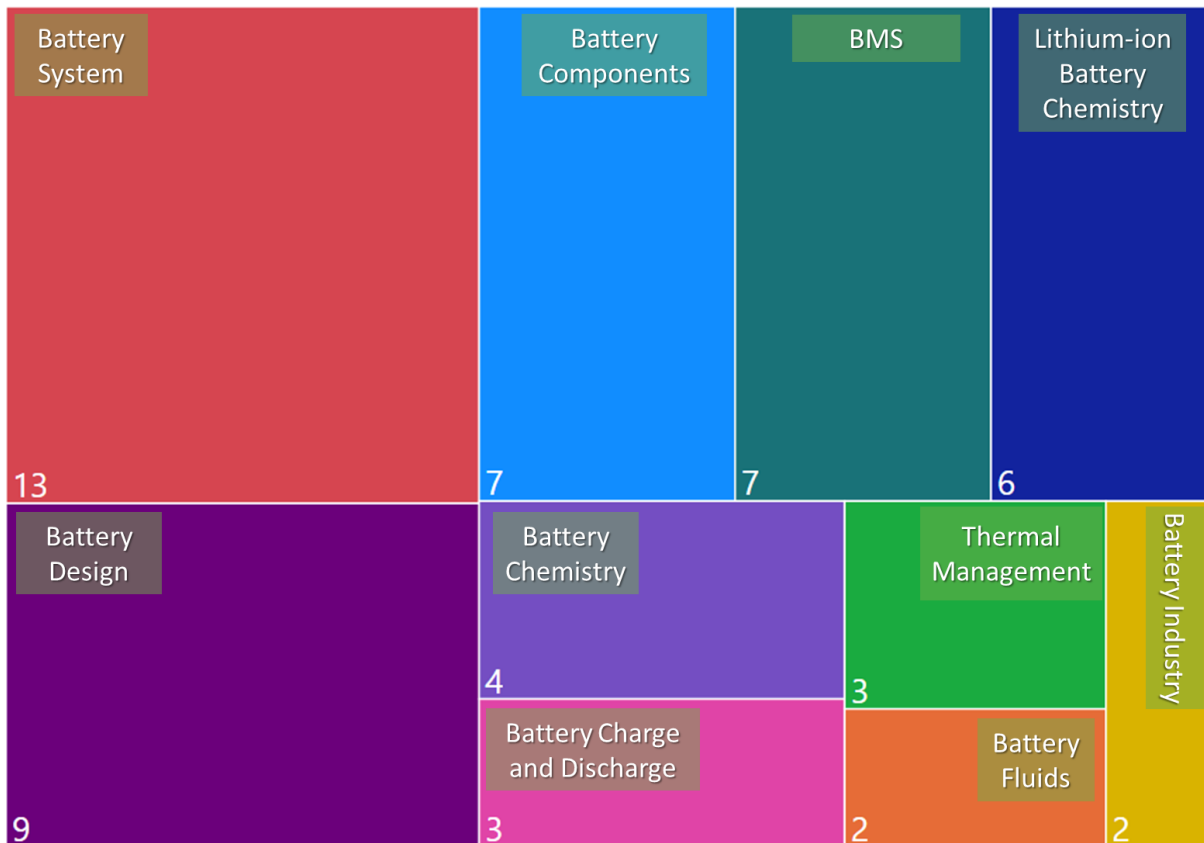 Battery
System
13
Battery
Components
7
BMS
7
Lithium-ion
Battery
Chemistry
6
Battery
Design
9
Battery
Chemistry
4
Battery Charge
and Discharge
3
Thermal
Management
3
Battery
Fluids
2
Battery Industry
2